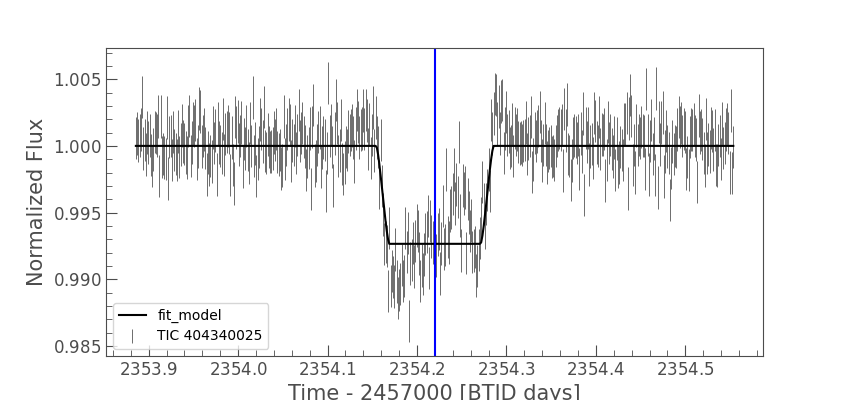 Normalized Flux
1.005
1.000
0.995
0.990
0.985
fit_model
TIC 404340025
2353.9 2354.0 2354.1 2354.2 2354.3 2354.4 2354.5
Time - 2457000 [BTJD days]